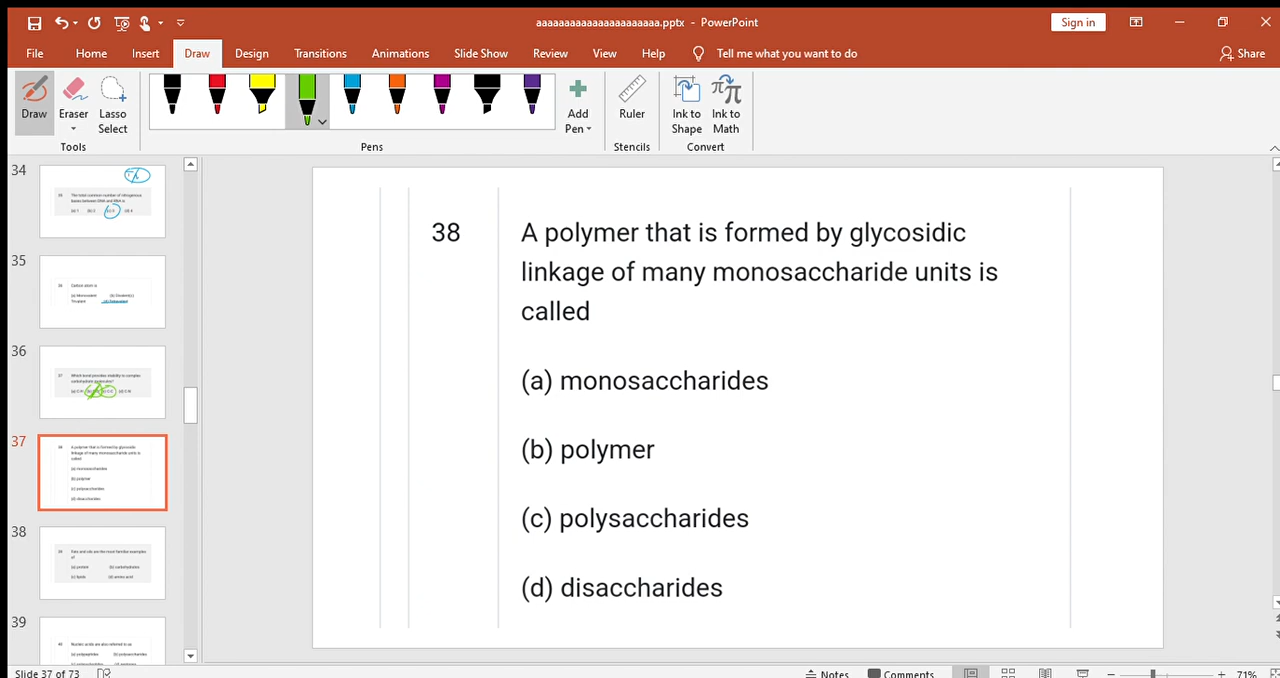 aaaaaaaaaaaaaaaaaaaaaa.pptx - PowerPoint
Sign in
File Home Insert Draw Design Transitions Animations Slide Show Review View Help Tell me what you want to do Share
Draw Eraser Lasso Select
Add Pen
Ruler
Ink to Shape
Ink to Math
Tools Pens Stencils Convert
34
35
36
37
38
39
38 A polymer that is formed by glycosidic
linkage of many monosaccharide units is
called
(a) monosaccharides
(b) polymer
(c) polysaccharides
(d) disaccharides
Slide 37 of 73
Notes Comments 71%